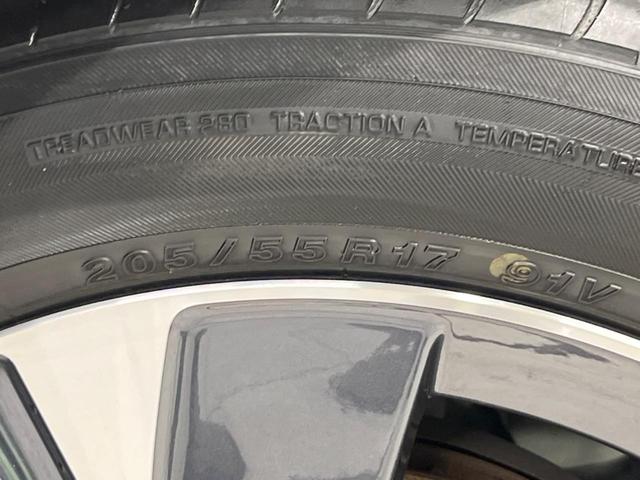 TREADWEAR 280 TRACTION A TEMPERATURE
205/55R17 91V